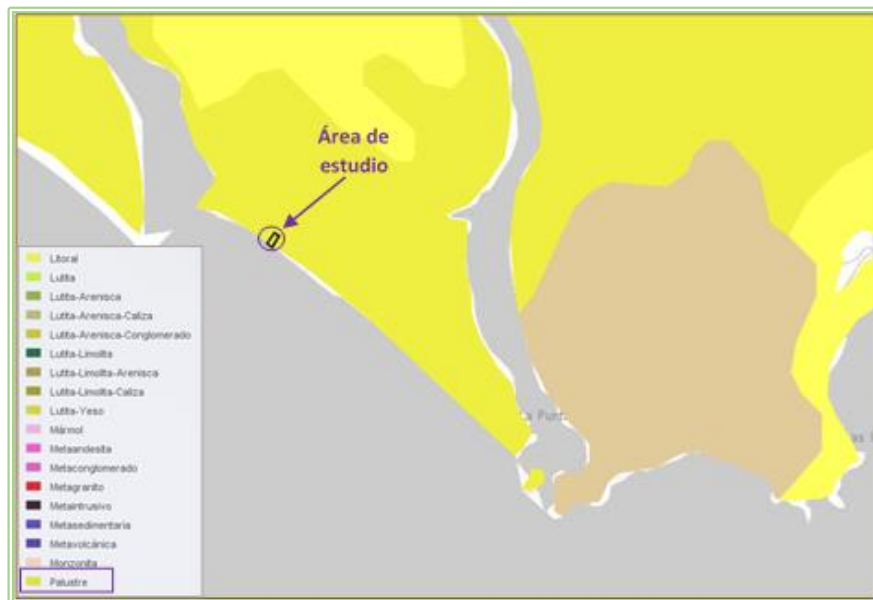 Área de
estudio
Litoral
Lutita
Lutita-Arenisca
Lutita-Arenisca-Caliza
Lutita-Arenisca-Conglomerado
Lutita-Limolita
Lutita-Limolita-Arenisca
Lutita-Limolita-Caliza
Lutita-Yeso
Mármol
Metaandesita
Metaconglomerado
Metagranito
Metaintrusivo
Metasedimentaria
Metavolcánica
Monzonita
Palustre
La